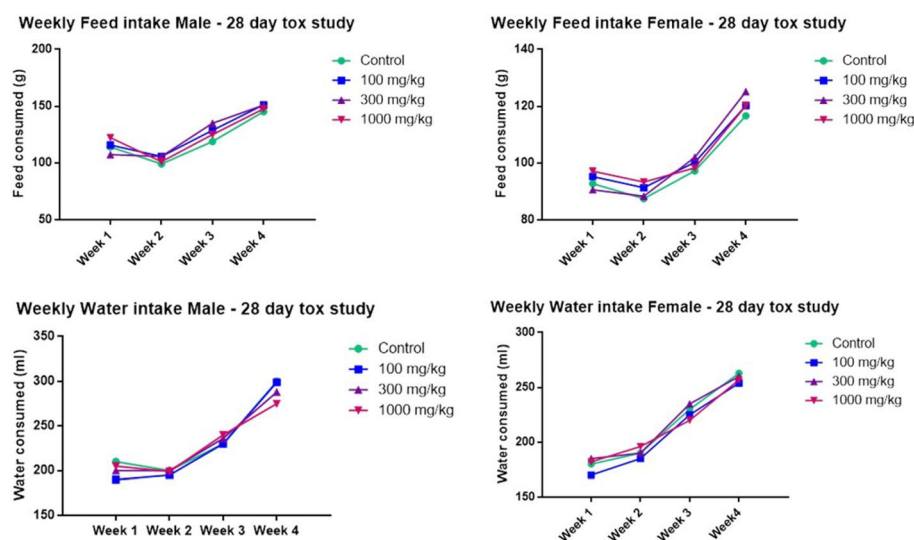 Weekly Feed intake Male - 28 day tox study
200
150
100
50
Feed consumed (g)
Week 1
Week 2
Week 3
Week 4
Control
100 mg/kg
300 mg/kg
1000 mg/kg
Weekly Feed intake Female - 28 day tox study
140
120
100
80
Feed consumed (g)
Week 1
Week 2
Week 3
Week 4
Control
100 mg/kg
300 mg/kg
1000 mg/kg
Weekly Water intake Male - 28 day tox study
350
300
250
200
150
Water consumed (ml)
Week 1 Week 2 Week 3 Week 4
Control
100 mg/kg
300 mg/kg
1000 mg/kg
Weekly Water intake Female - 28 day tox study
300
250
200
150
Water consumed (ml)
Week 1
Week 2
Week 3
Week4
Control
100 mg/kg
300 mg/kg
1000 mg/kg